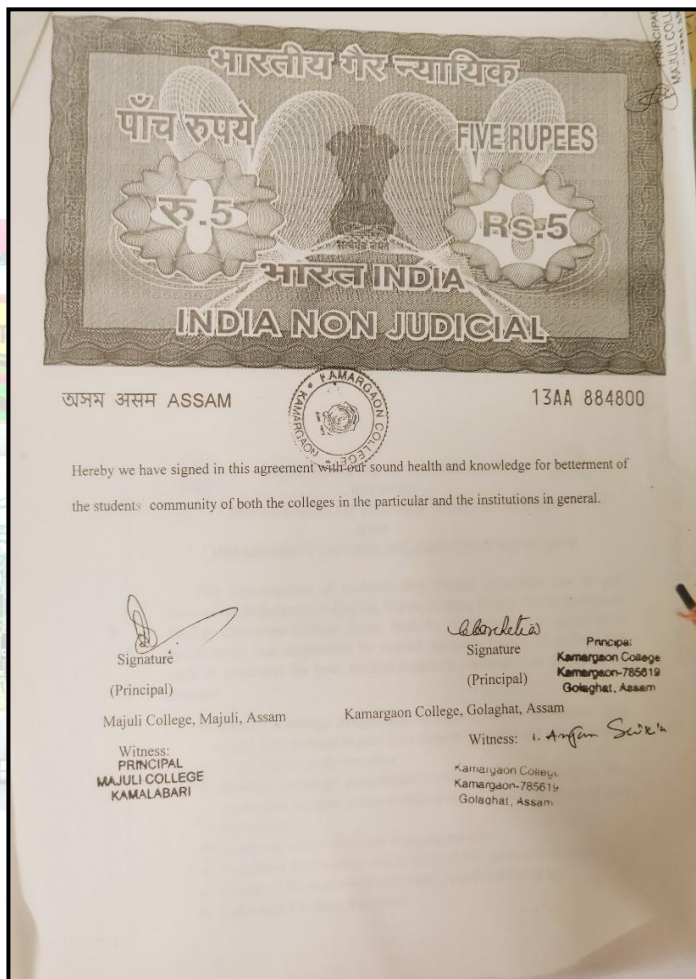 PRINCIPAL
MAJULI COLL
भारतीय गैर न्यायिक
पाँच रुपये
FIVE RUPEES
रु.5
Rs.5
सत्यमेव जयते
भारत INDIA
INDIA NON JUDICIAL
অসম असम ASSAM
13AA 884800
KAMARGAON COLLEGE
KAMARGAON
Hereby we have signed in this agreement with our sound health and knowledge for betterment of
the students community of both the colleges in the particular and the institutions in general.
Signature
(Principal)
Majuli College, Majuli, Assam
Witness:
PRINCIPAL
MAJULI COLLEGE
KAMALABARI
Signature
(Principal)
Principal
Kamargaon College
Kamargaon-785619
Golaghat, Assam
Kamargaon College, Golaghat, Assam
Witness: 1.
Kamargaon College
Kamargaon-785619
Golaghat, Assam